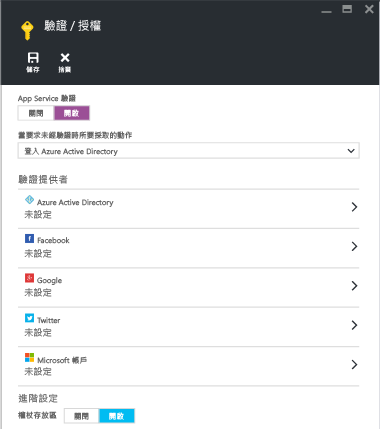 驗證 / 授權
儲存
捨棄
App Service 驗證
關閉
開啟
當要求未經驗證時所要採取的動作
登入 Azure Active Directory
驗證提供者
Azure Active Directory
未設定
Facebook
未設定
Google
未設定
Twitter
未設定
Microsoft 帳戶
未設定
進階設定
權杖存放區
關閉
開啟